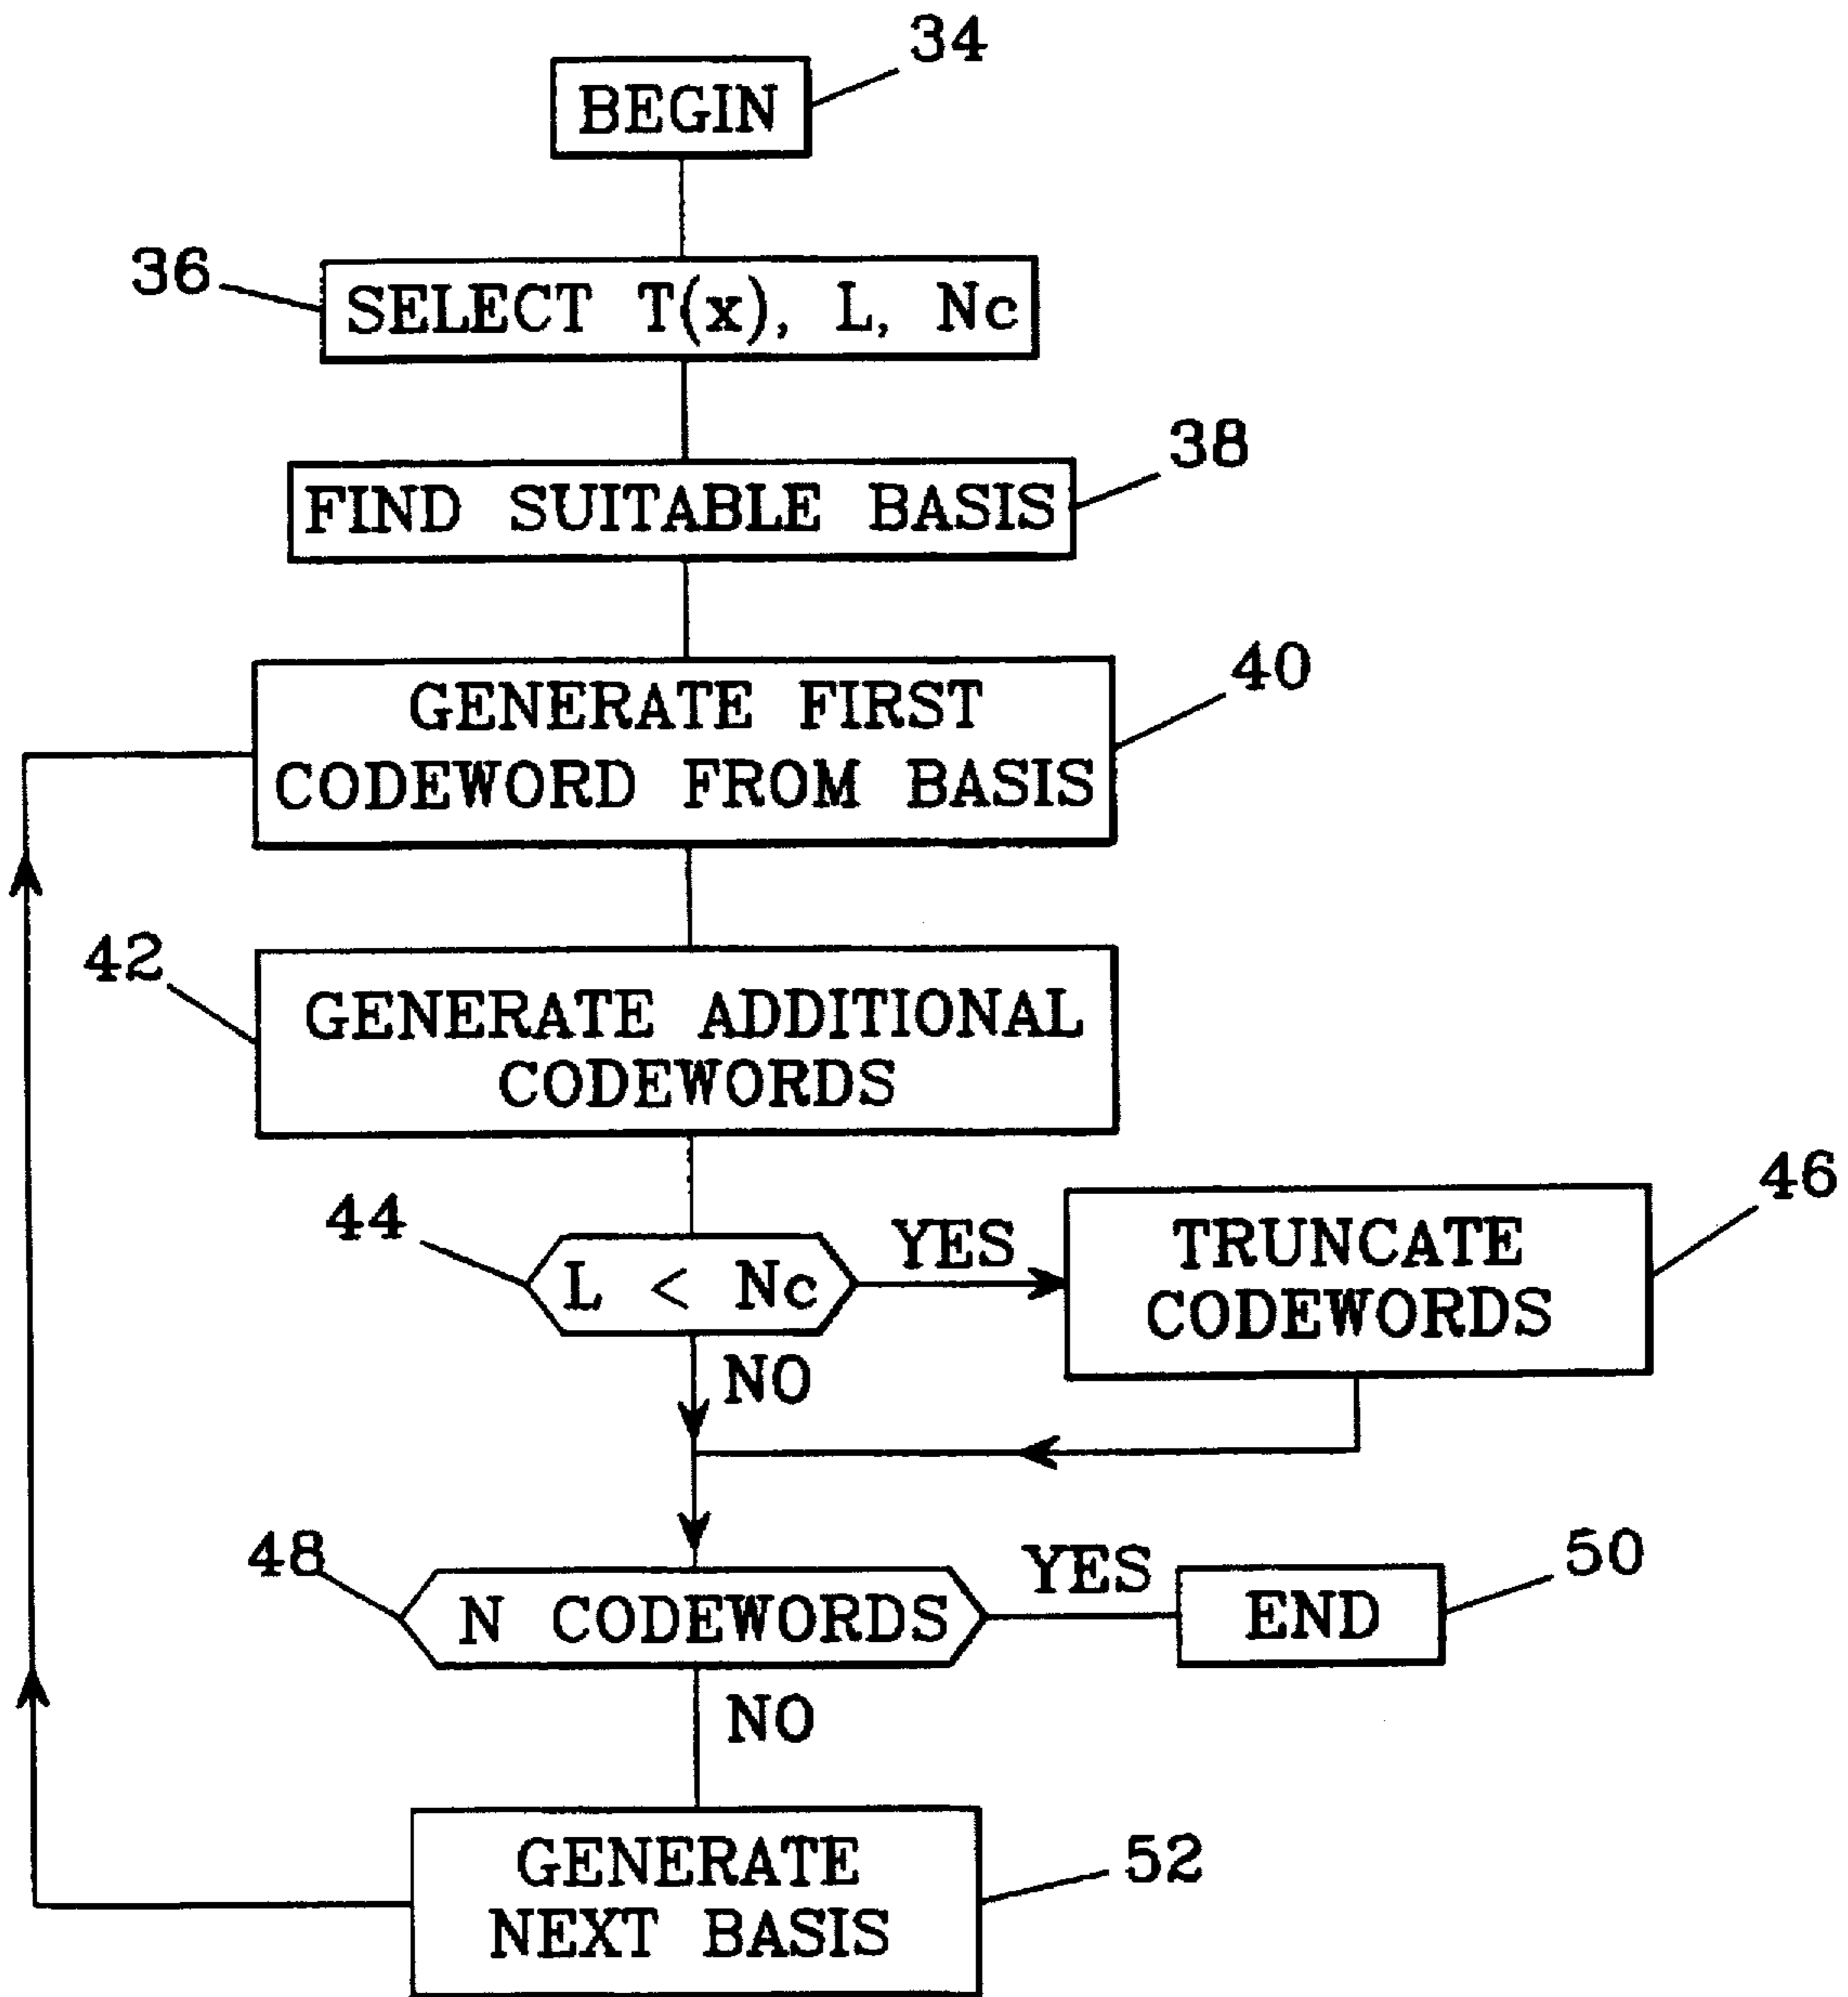 34
BEGIN
36
SELECT T(x), L, Nc
38
FIND SUITABLE BASIS
40
GENERATE FIRST
CODEWORD FROM BASIS
42
GENERATE ADDITIONAL
CODEWORDS
44
L < Nc
YES
46
TRUNCATE
CODEWORDS
NO
48
N CODEWORDS
YES
50
END
NO
52
GENERATE
NEXT BASIS